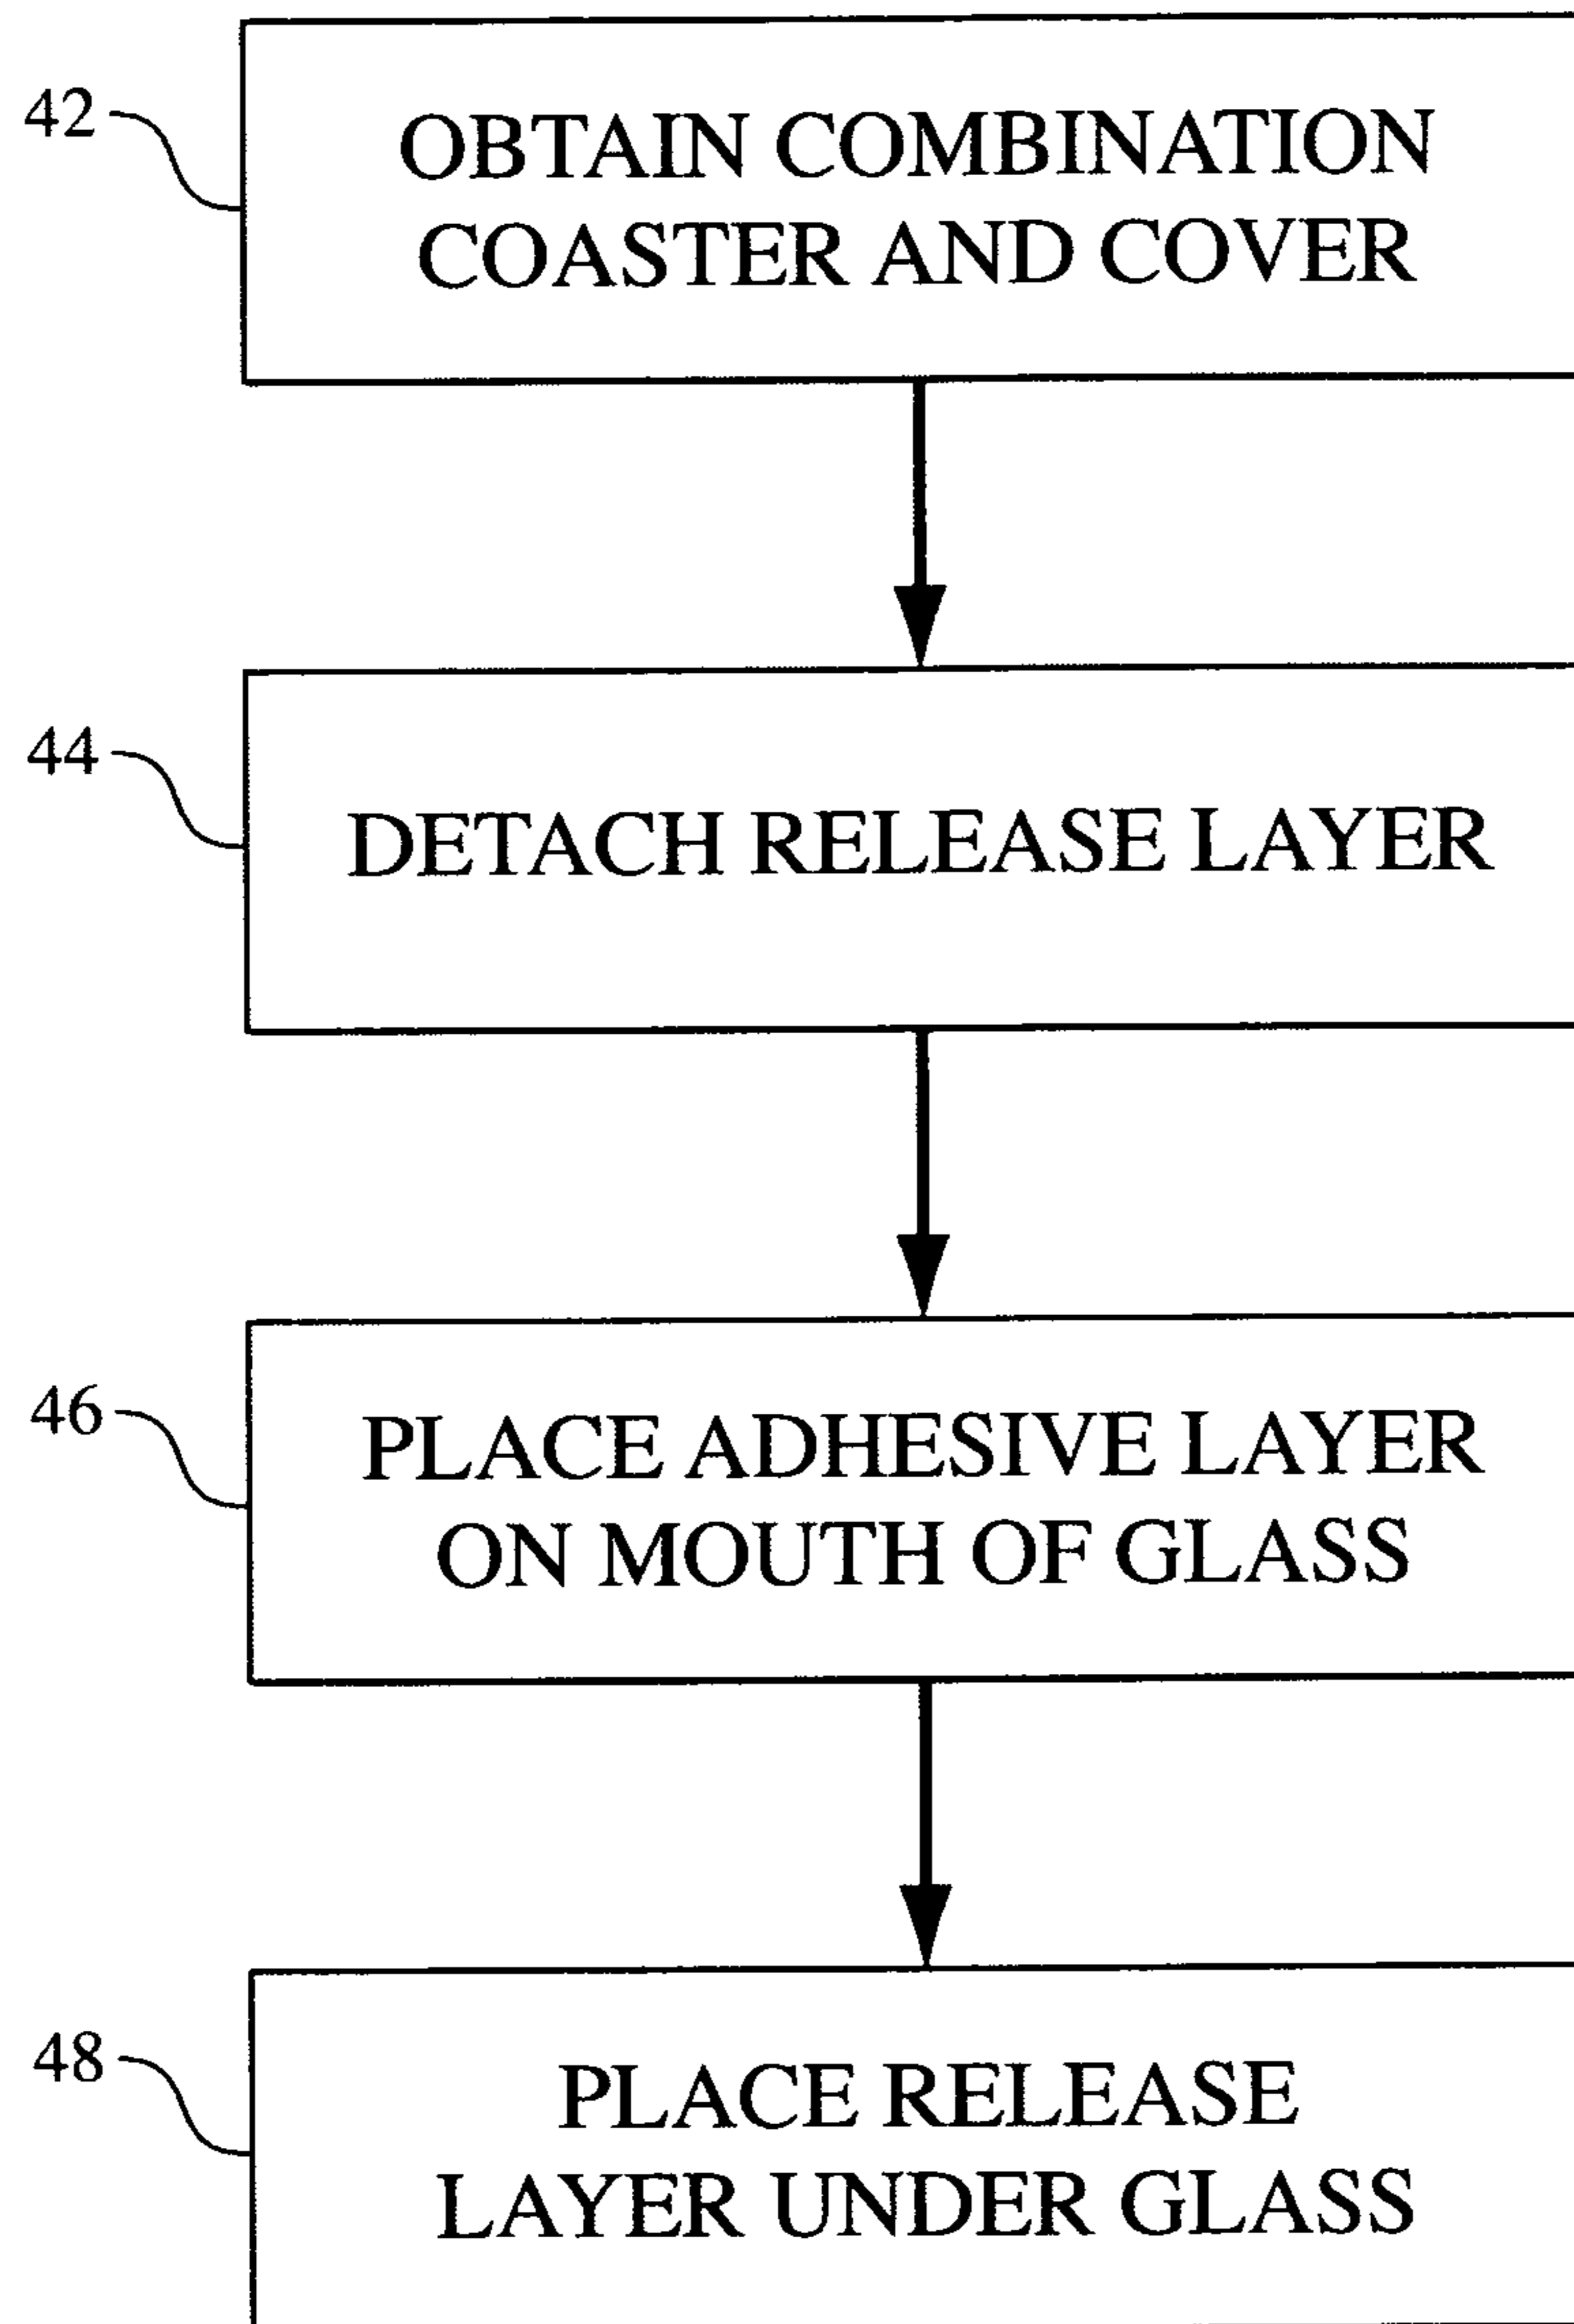 42
OBTAIN COMBINATION
COASTER AND COVER
44
DETACH RELEASE LAYER
46
PLACE ADHESIVE LAYER
ON MOUTH OF GLASS
48
PLACE RELEASE
LAYER UNDER GLASS